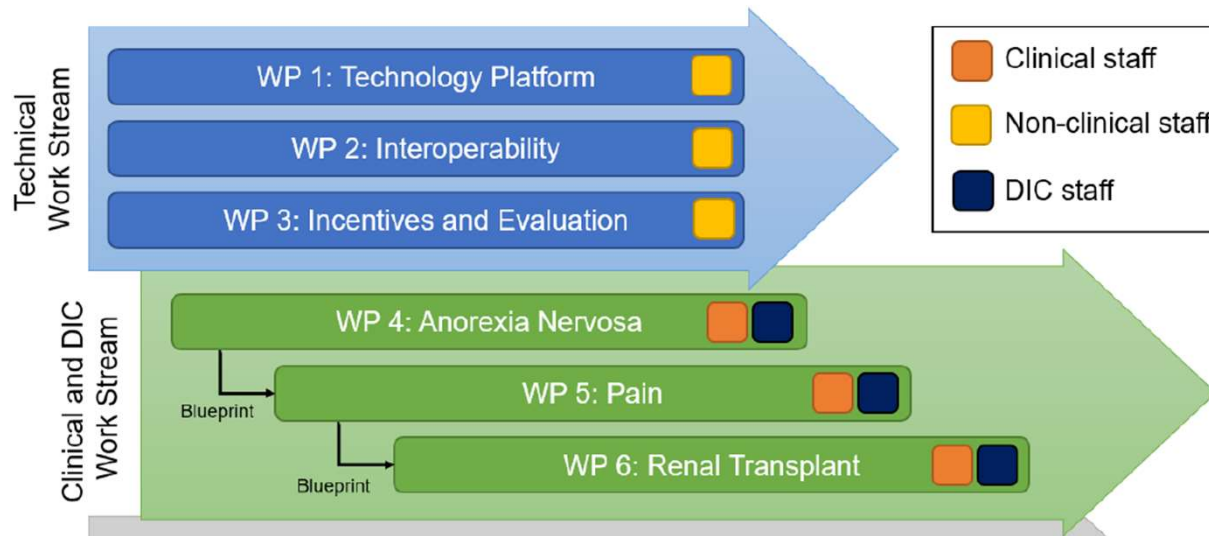 Technical
Work Stream
WP 1: Technology Platform
WP 2: Interoperability
WP 3: Incentives and Evaluation
Clinical staff
Non-clinical staff
DIC staff
Clinical and DIC
Work Stream
WP 4: Anorexia Nervosa
Blueprint
WP 5: Pain
Blueprint
WP 6: Renal Transplant